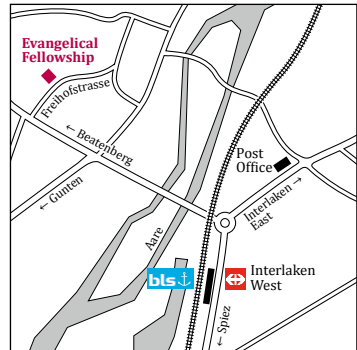 Evangelical
Fellowship
Freihofstrasse
← Beatenberg
← Gunten
Post
Office
Interlaken →
East
Aare
bls
Interlaken
West
← Spiez